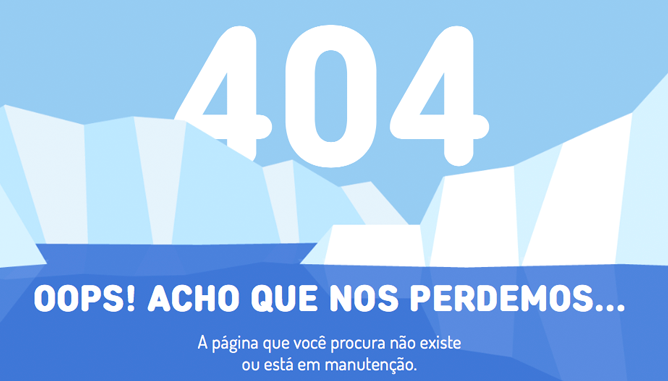 404
OOPS! ACHO QUE NOS PERDEMOS...
A página que você procura não existe
ou está em manutenção.